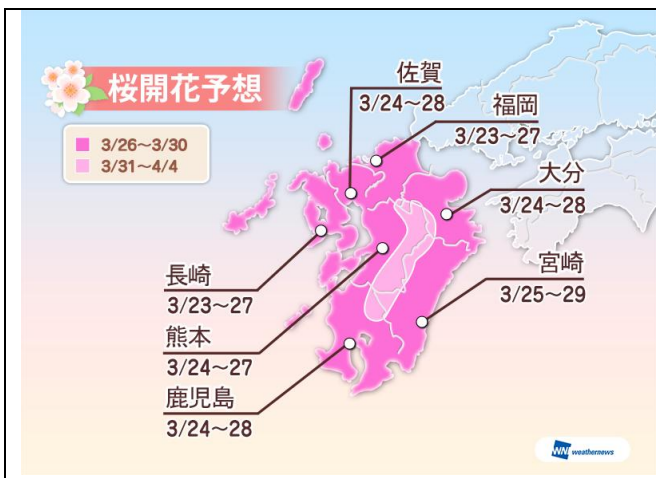 桜開花予想
3/26〜3/30
3/31〜4/4
佐賀
3/24〜28
福岡
3/23〜27
大分
3/24〜28
宮崎
3/25〜29
長崎
3/23〜27
熊本
3/24〜27
鹿児島
3/24〜28
WNI weathernews